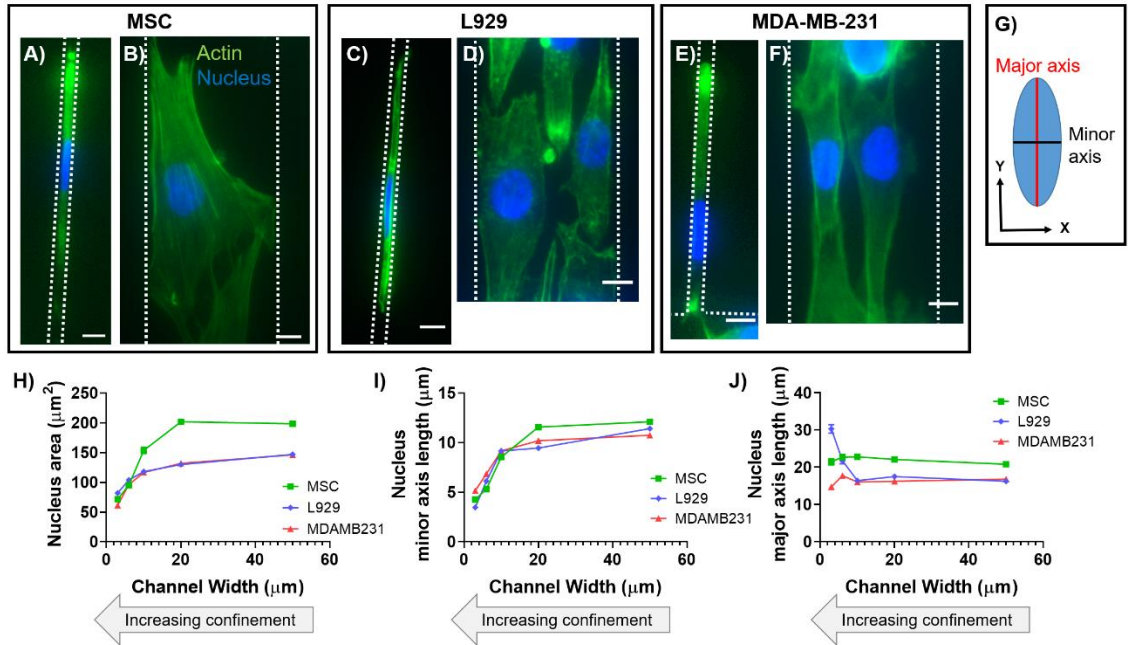 MSC
L929
MDA-MB-231
A)
B)
Actin
Nucleus
C)
D)
E)
F)
G)
Major axis
Minor
axis
Y
X
H)
Nucleus area (μm²)
250
200
150
100
50
0
0
20
40
60
MSC
L929
MDAMB231
Channel Width (μm)
Increasing confinement
I)
Nucleus
minor axis length (μm)
15
10
5
0
0
20
40
60
MSC
L929
MDAMB231
Channel Width (μm)
Increasing confinement
J)
Nucleus
major axis length (μm)
40
30
20
10
0
0
20
40
60
MSC
L929
MDAMB231
Channel Width (μm)
Increasing confinement